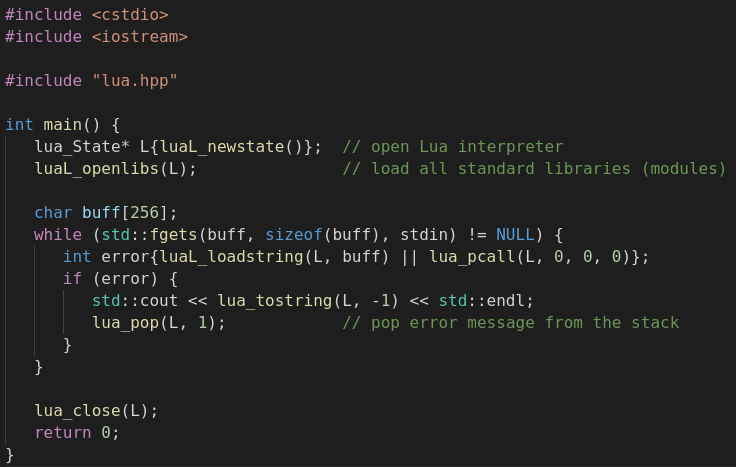 #include <cstdio>
#include <iostream>

#include "lua.hpp"

int main() {
   lua_State* L{luaL_newstate()};  // open Lua interpreter
   luaL_openlibs(L);               // load all standard libraries (modules)

   char buff[256];
   while (std::fgets(buff, sizeof(buff), stdin) != NULL) {
      int error{luaL_loadstring(L, buff) || lua_pcall(L, 0, 0, 0)};
      if (error) {
         std::cout << lua_tostring(L, -1) << std::endl;
         lua_pop(L, 1);            // pop error message from the stack
      }
   }

   lua_close(L);
   return 0;
}